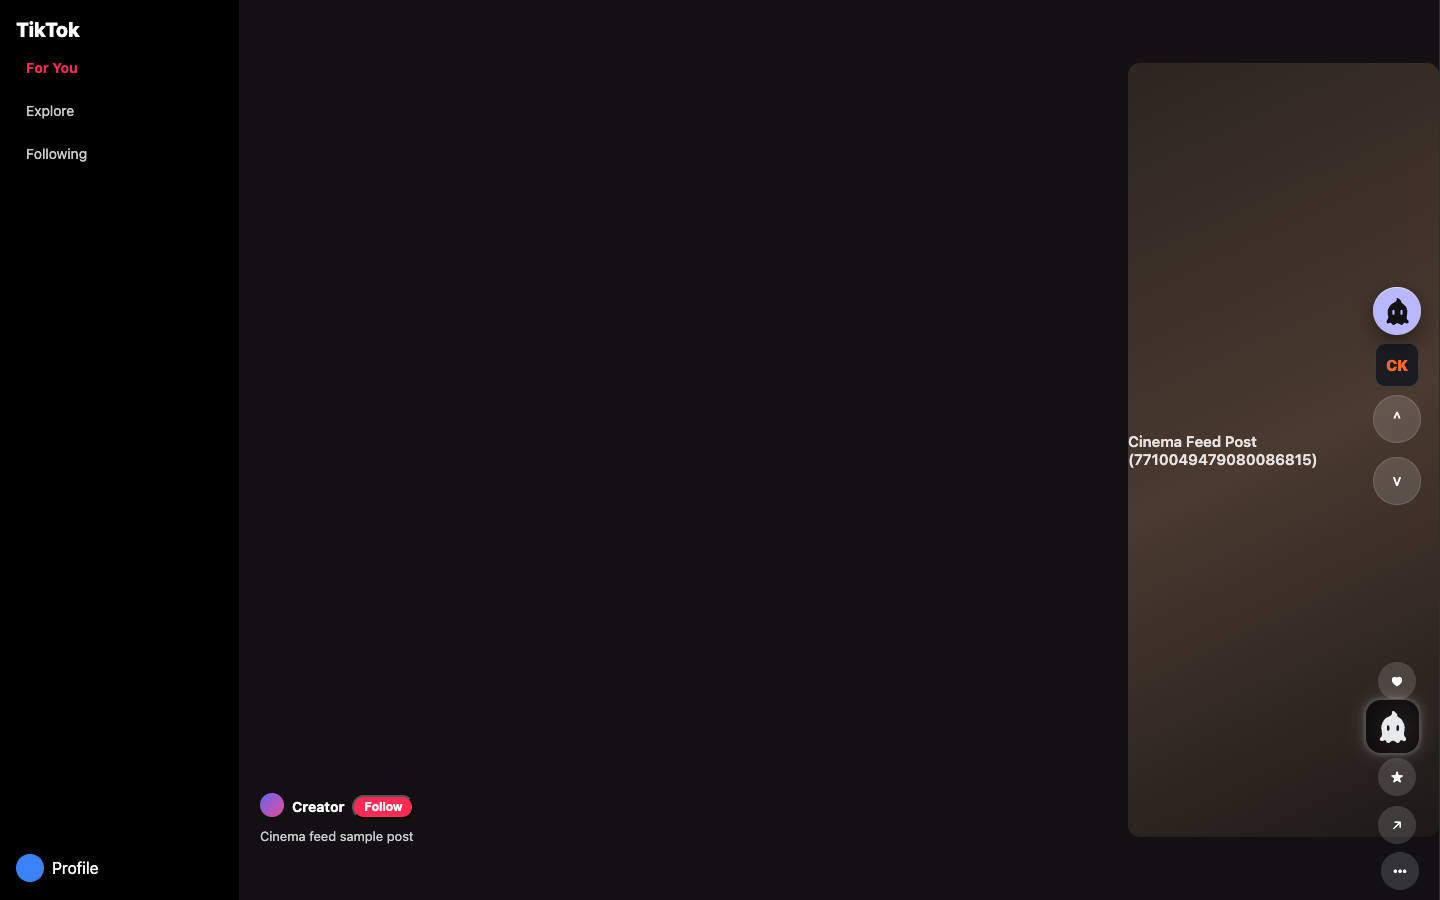 TikTok
For You
Explore
Following
CK
^
Cinema Feed Post
(7710049479080086815)
v
Creator
Follow
Cinema feed sample post
Profile